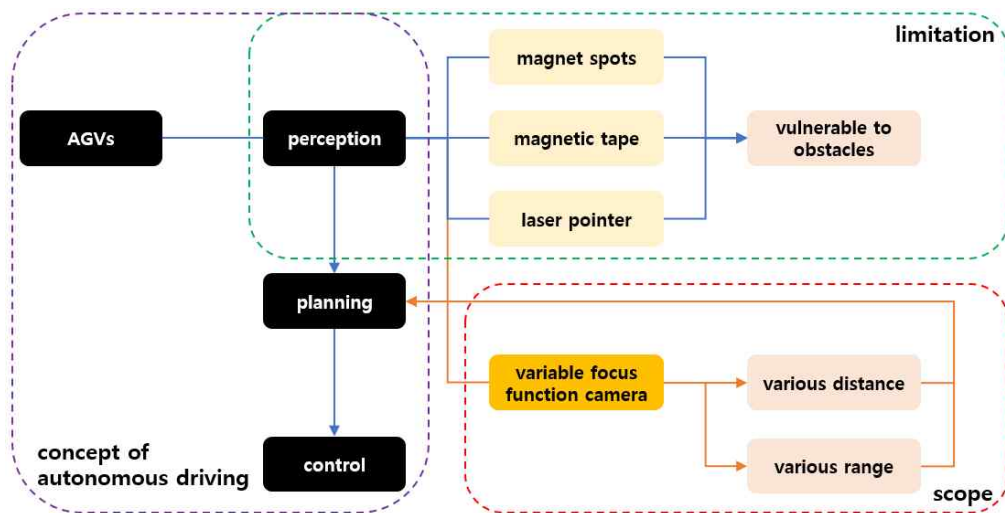 limitation
magnet spots
AGVs
perception
magnetic tape
vulnerable to
obstacles
laser pointer
planning
variable focus
function camera
various distance
concept of
autonomous driving
control
various range
scope